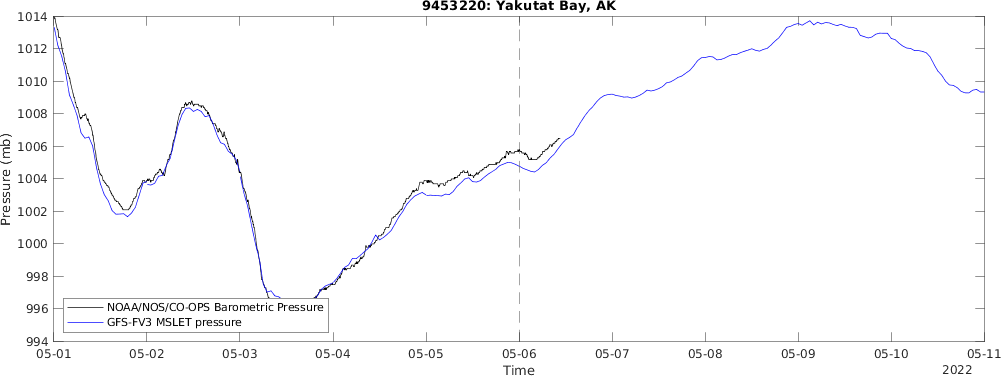 9453220: Yakutat Bay, AK
Pressure (mb)
1014
1012
1010
1008
1006
1004
1002
1000
998
996
994
NOAA/NOS/CO-OPS Barometric Pressure
GFS-FV3 MSLET pressure
05-01 05-02 05-03 05-04 05-05 05-06 05-07 05-08 05-09 05-10 05-11
Time
2022